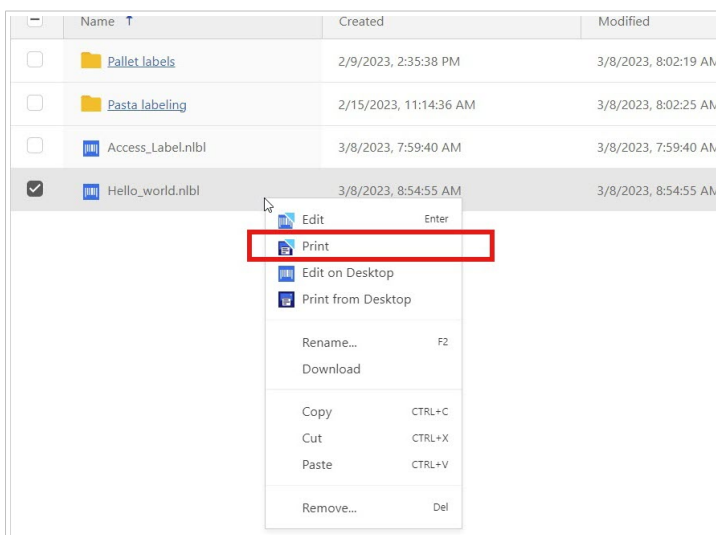 Name Created Modified
Pallet labels 2/9/2023, 2:35:38 PM 3/8/2023, 8:02:19 AM
Pasta labeling 2/15/2023, 11:14:36 AM 3/8/2023, 8:02:25 AM
Access_Label.nlbl 3/8/2023, 7:59:40 AM 3/8/2023, 7:59:40 AM
Hello_world.nlbl 3/8/2023, 8:54:55 AM 3/8/2023, 8:54:55 AM
Edit Enter
Print
Edit on Desktop
Print from Desktop
Rename... F2
Download
Copy CTRL+C
Cut CTRL+X
Paste CTRL+V
Remove... Del